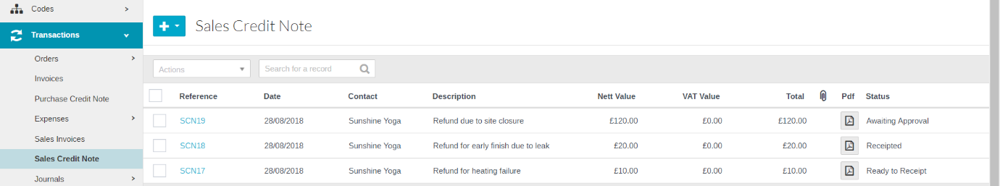 Codes
Transactions
Orders
Invoices
Purchase Credit Note
Expenses
Sales Invoices
Sales Credit Note
Journals
Sales Credit Note
Actions Search for a record
Reference Date Contact Description Nett Value VAT Value Total Pdf Status
SCN19 28/08/2018 Sunshine Yoga Refund due to site closure £120.00 £0.00 £120.00 Awaiting Approval
SCN18 28/08/2018 Sunshine Yoga Refund for early finish due to leak £20.00 £0.00 £20.00 Receipted
SCN17 28/08/2018 Sunshine Yoga Refund for heating failure £10.00 £0.00 £10.00 Ready to Receipt